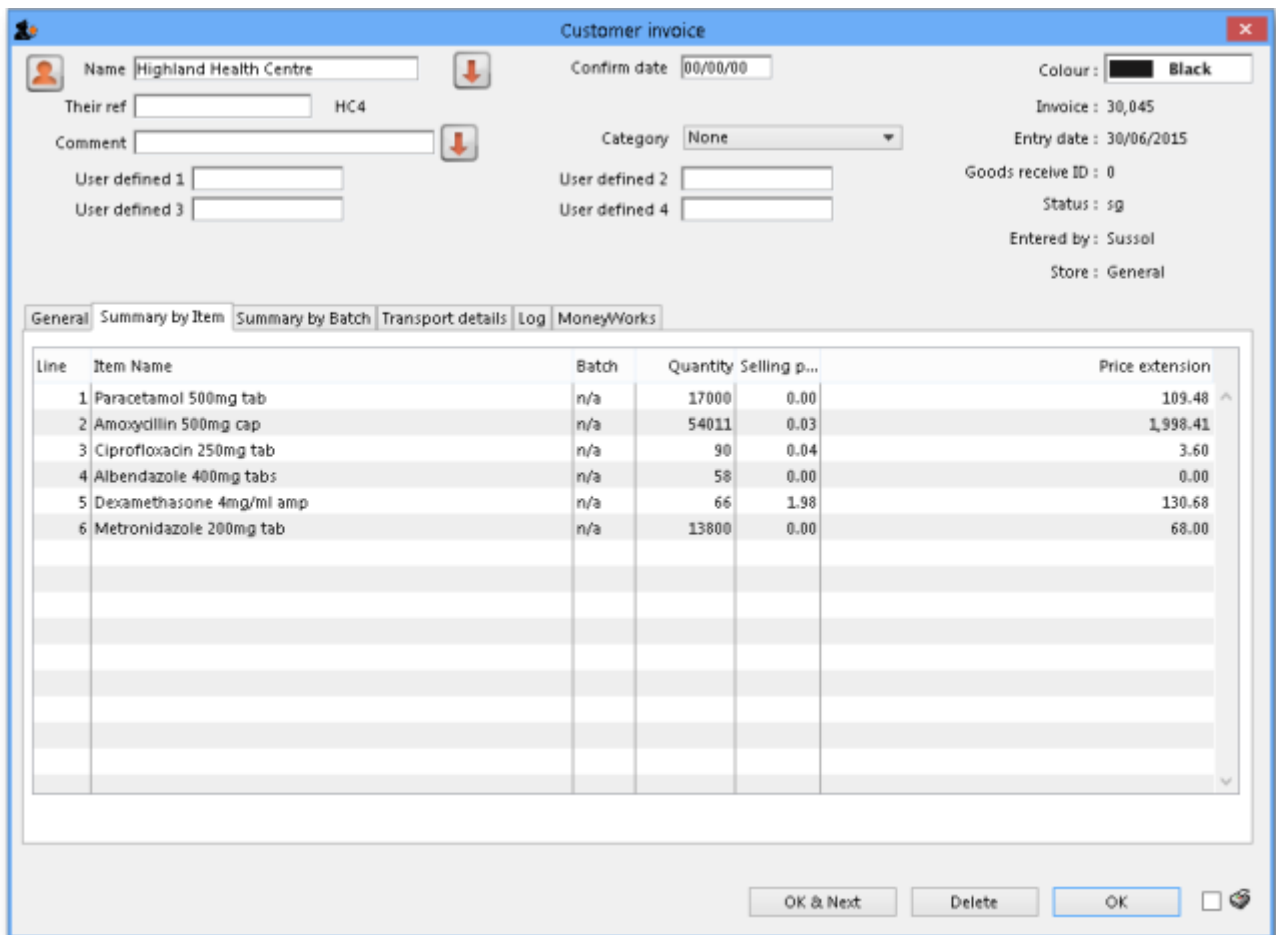 Customer invoice
Name Highland Health Centre Confirm date 00/00/00 Colour : Black
Their ref HC4 Invoice : 30,045
Comment Category None Entry date : 30/06/2015
User defined 1 User defined 2 Goods receive ID : 0
User defined 3 User defined 4 Status : sg
Entered by : Sussol
Store : General
General Summary by Item Summary by Batch Transport details Log MoneyWorks
Line Item Name Batch Quantity Selling p... Price extension
1 Paracetamol 500mg tab n/a 17000 0.00 109.48
2 Amoxycillin 500mg cap n/a 54011 0.03 1,998.41
3 Ciprofloxacin 250mg tab n/a 90 0.04 3.60
4 Albendazole 400mg tabs n/a 58 0.00 0.00
5 Dexamethasone 4mg/ml amp n/a 66 1.98 130.68
6 Metronidazole 200mg tab n/a 13800 0.00 68.00
OK & Next Delete OK